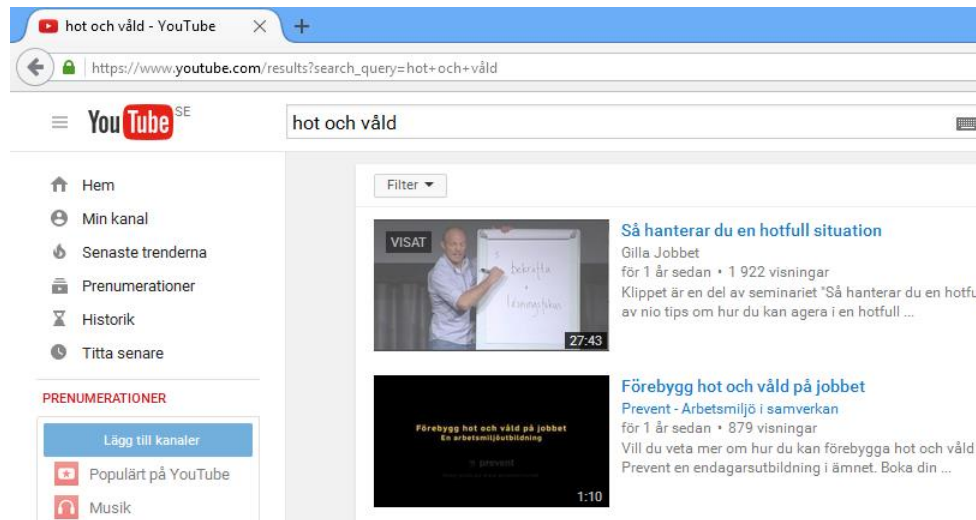 hot och våld - YouTube
https://www.youtube.com/results?search_query=hot+och+våld
YouTube SE
hot och våld
Hem
Min kanal
Senaste trenderna
Prenumerationer
Historik
Titta senare
PRENUMERATIONER
Lägg till kanaler
Populärt på YouTube
Musik
Filter
VISAT
bekräfta
27:43
Så hanterar du en hotfull situation
Gilla Jobbet
för 1 år sedan • 1 922 visningar
Klippet är en del av seminariet "Så hanterar du en hotfu
av nio tips om hur du kan agera i en hotfull ...
Förebygg hot och våld på jobbet
En arbetsmiljöutbildning
prevent
1:10
Förebygg hot och våld på jobbet
Prevent - Arbetsmiljö i samverkan
för 1 år sedan • 879 visningar
Vill du veta mer om hur du kan förebygga hot och våld
Prevent en endagarsutbildning i ämnet. Boka din ...